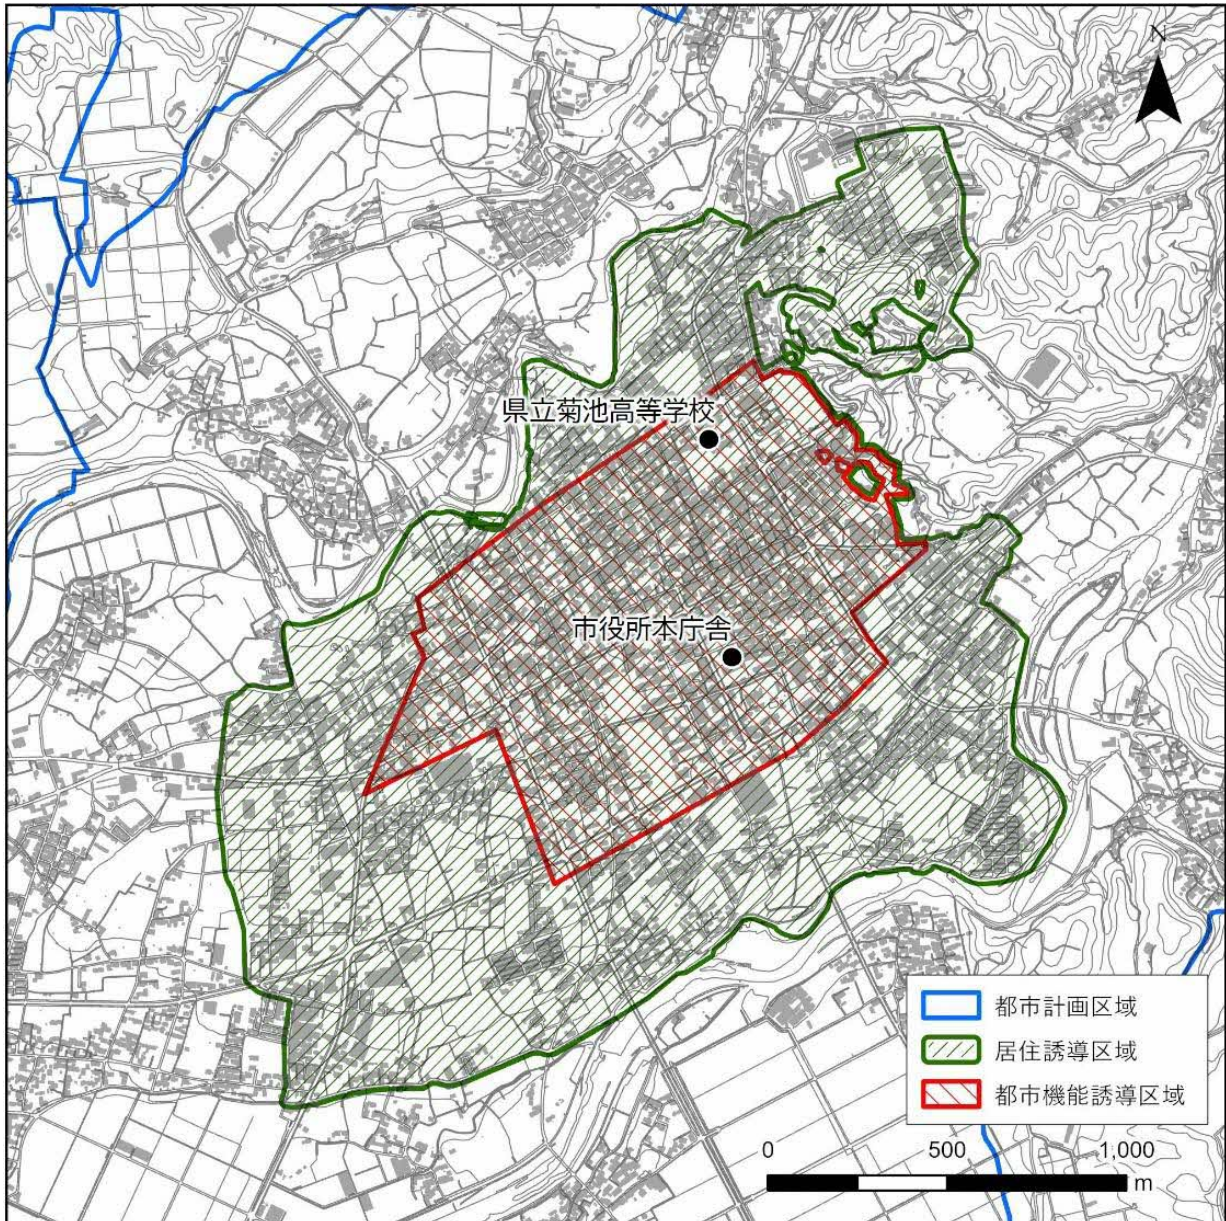 N
県立菊池高等学校
市役所本庁舎
都市計画区域
居住誘導区域
都市機能誘導区域
0 500 1,000
m